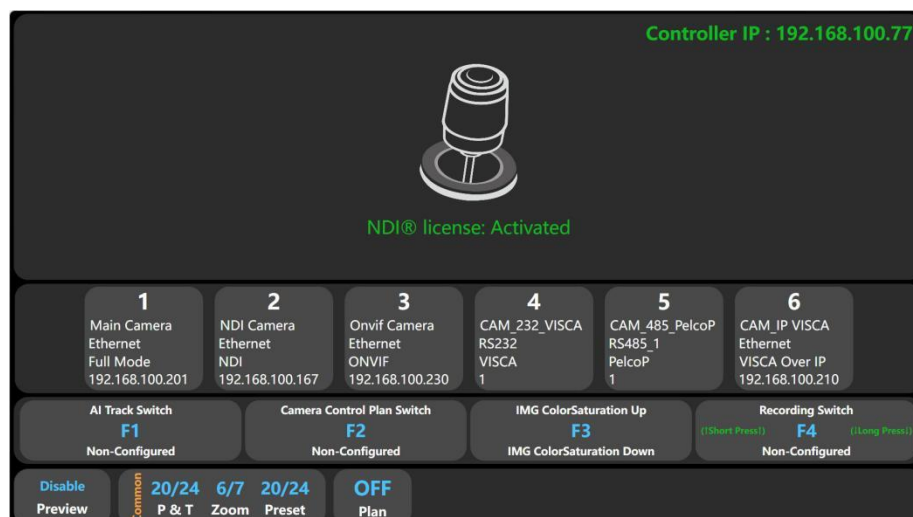 Controller IP : 192.168.100.77
NDI® license: Activated
1
Main Camera
Ethernet
Full Mode
192.168.100.201
2
NDI Camera
Ethernet
NDI
192.168.100.167
3
Onvif Camera
Ethernet
ONVIF
192.168.100.230
4
CAM_232_VISCA
RS232
VISCA
1
5
CAM_485_PelcoP
RS485_1
PelcoP
1
6
CAM_IP VISCA
Ethernet
VISCA Over IP
192.168.100.210
AI Track Switch
F1
Non-Configured
Camera Control Plan Switch
F2
Non-Configured
IMG ColorSaturation Up
F3
IMG ColorSaturation Down
Recording Switch
(↑Short Press↑) F4 (↓Long Press↓)
Non-Configured
Disable
Preview
Common
20/24 6/7 20/24
P & T Zoom Preset
OFF
Plan